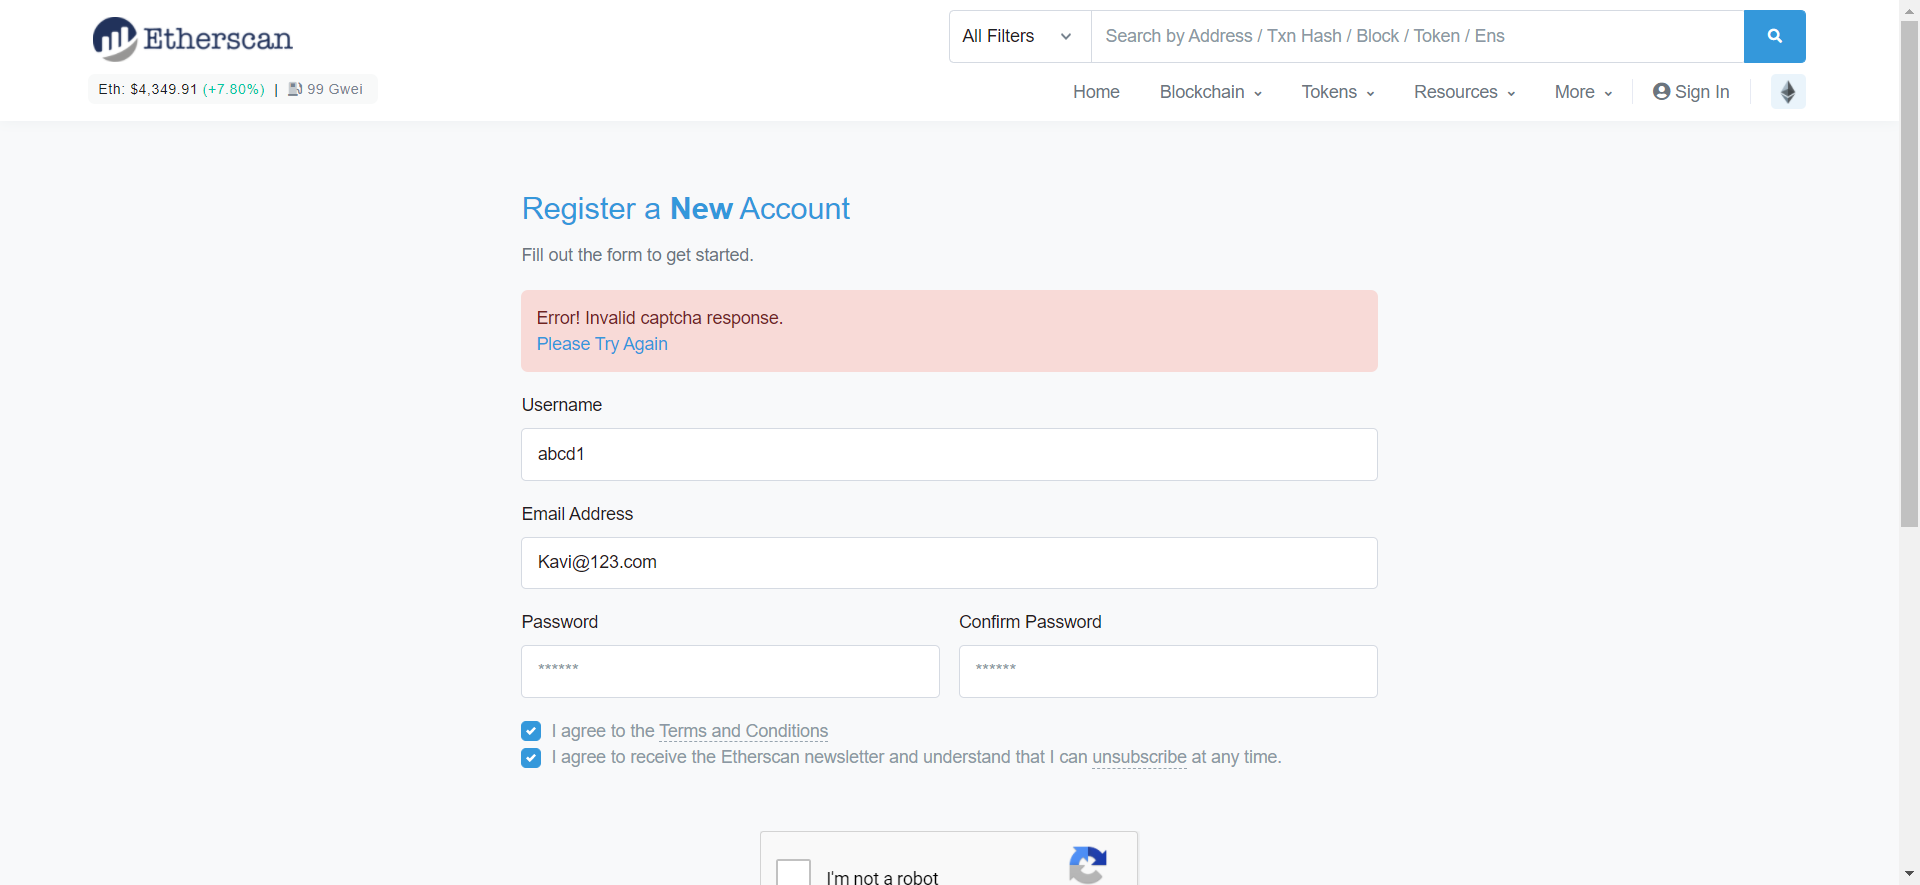 Etherscan
All Filters
Search by Address / Txn Hash / Block / Token / Ens
Eth: $4,349.91 (+7.80%) | 99 Gwei
Home Blockchain Tokens Resources More Sign In
Register a New Account
Fill out the form to get started.
Error! Invalid captcha response.
Please Try Again
Username
abcd1
Email Address
Kavi@123.com
Password Confirm Password
****** ******
I agree to the Terms and Conditions
I agree to receive the Etherscan newsletter and understand that I can unsubscribe at any time.
I'm not a robot